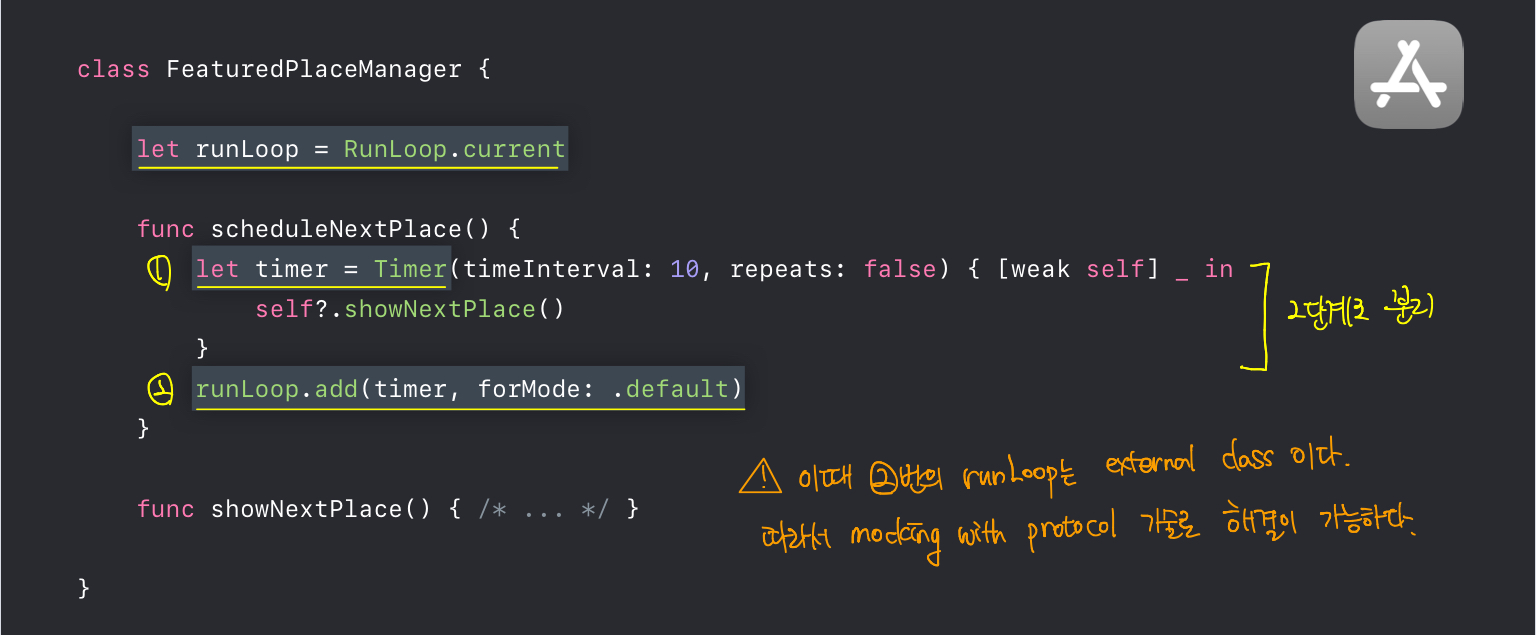 class FeaturedPlaceManager {
let runLoop = RunLoop.current
func scheduleNextPlace() {
① let timer = Timer(timeInterval: 10, repeats: false) { [weak self] _ in
self?.showNextPlace()
2단계로 분리
}
② runLoop.add(timer, forMode: .default)
}
⚠ 이때 ②번의 runLoop는 external class 이다.
func showNextPlace() { /* ... */ }
따라서 mocking with protocol 기술로 해결이 가능하다.
}